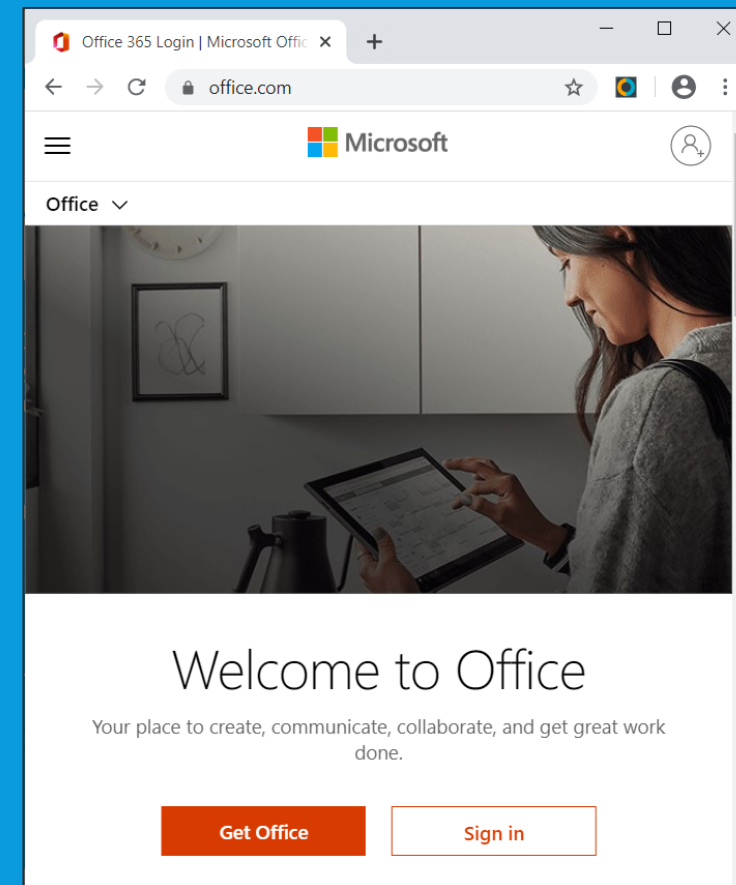 Office 365 Login | Microsoft Offic
office.com
Microsoft
Office
Welcome to Office
Your place to create, communicate, collaborate, and get great work
done.
Get Office
Sign in